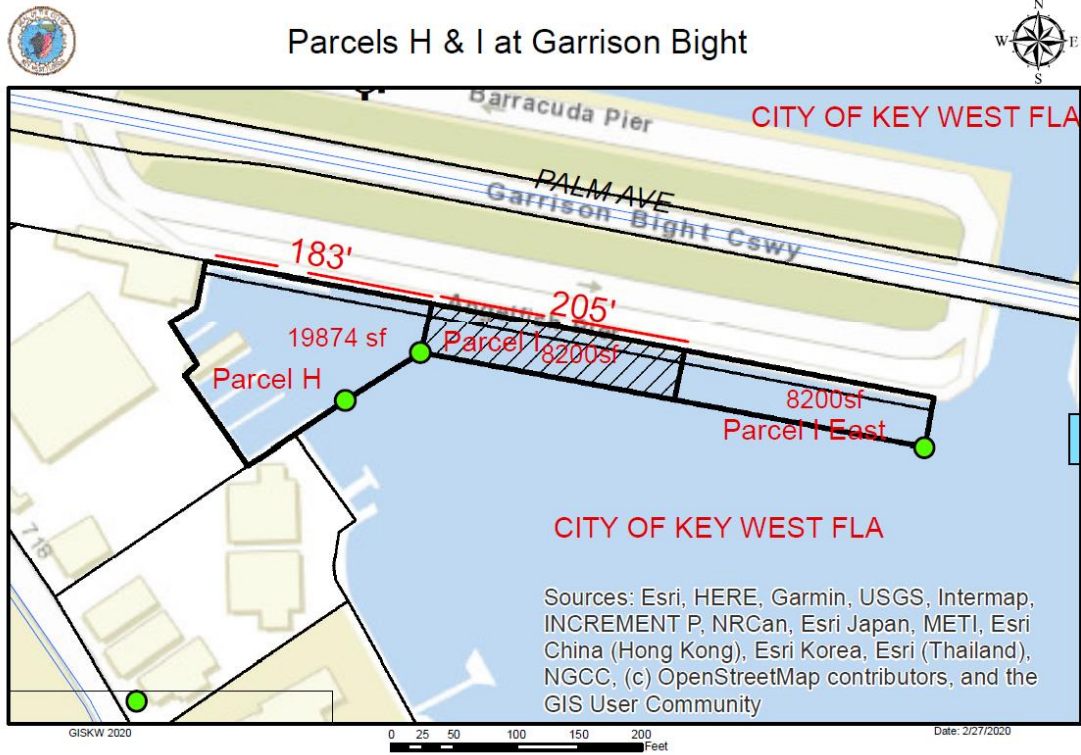 Parcels H & I at Garrison Bight
N
W E
S
Barracuda Pier
CITY OF KEY WEST FLA
PALM AVE
Garrison Bight Cswy
183'
205'
19874 sf
Parcel I
8200sf
Parcel H
8200sf
Parcel I East
CITY OF KEY WEST FLA
718
Sources: Esri, HERE, Garmin, USGS, Intermap,
INCREMENT P, NRCan, Esri Japan, METI, Esri
China (Hong Kong), Esri Korea, Esri (Thailand),
NGCC, (c) OpenStreetMap contributors, and the
GIS User Community
GISKW 2020
0 25 50 100 150 200
Feet
Date: 2/27/2020